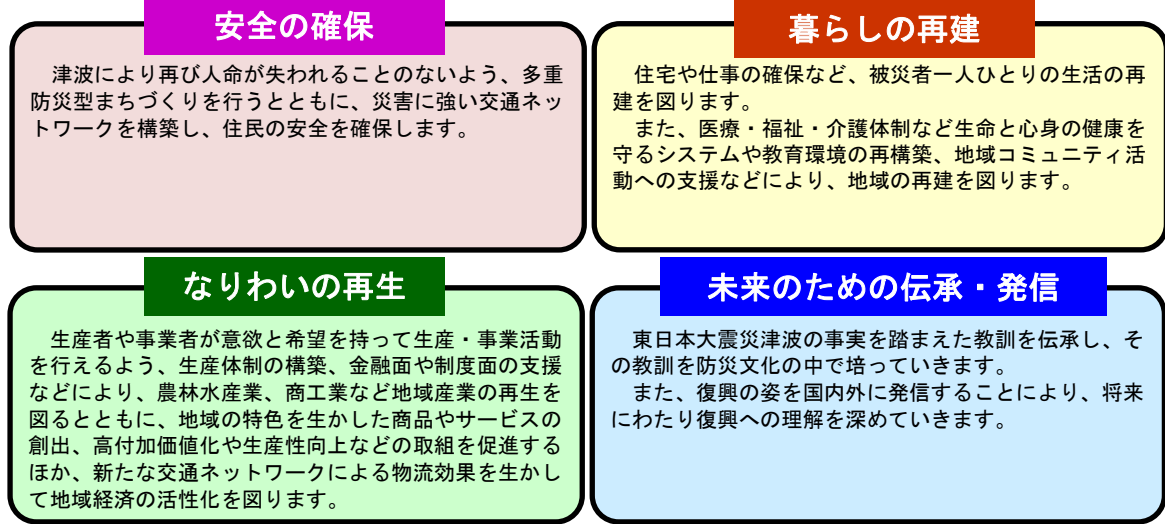 安全の確保
　津波により再び人命が失われることのないよう、多重
防災型まちづくりを行うとともに、災害に強い交通ネッ
トワークを構築し、住民の安全を確保します。
暮らしの再建
　住宅や仕事の確保など、被災者一人ひとりの生活の再
建を図ります。
　また、医療・福祉・介護体制など生命と心身の健康を
守るシステムや教育環境の再構築、地域コミュニティ活
動への支援などにより、地域の再建を図ります。
なりわいの再生
　生産者や事業者が意欲と希望を持って生産・事業活動
を行えるよう、生産体制の構築、金融面や制度面の支援
などにより、農林水産業、商工業など地域産業の再生を
図るとともに、地域の特色を生かした商品やサービスの
創出、高付加価値化や生産性向上などの取組を促進する
ほか、新たな交通ネットワークによる物流効果を生かし
て地域経済の活性化を図ります。
未来のための伝承・発信
　東日本大震災津波の事実を踏まえた教訓を伝承し、そ
の教訓を防災文化の中で培っていきます。
　また、復興の姿を国内外に発信することにより、将来
にわたり復興への理解を深めていきます。